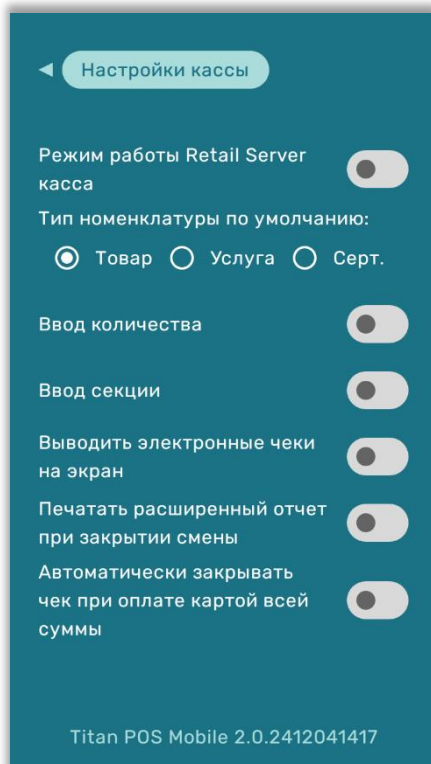 Настройки кассы
Режим работы Retail Server
касса
Тип номенклатуры по умолчанию:
Товар Услуга Серт.
Ввод количества
Ввод секции
Выводить электронные чеки
на экран
Печатать расширенный отчет
при закрытии смены
Автоматически закрывать
чек при оплате картой всей
суммы
Titan POS Mobile 2.0.2412041417